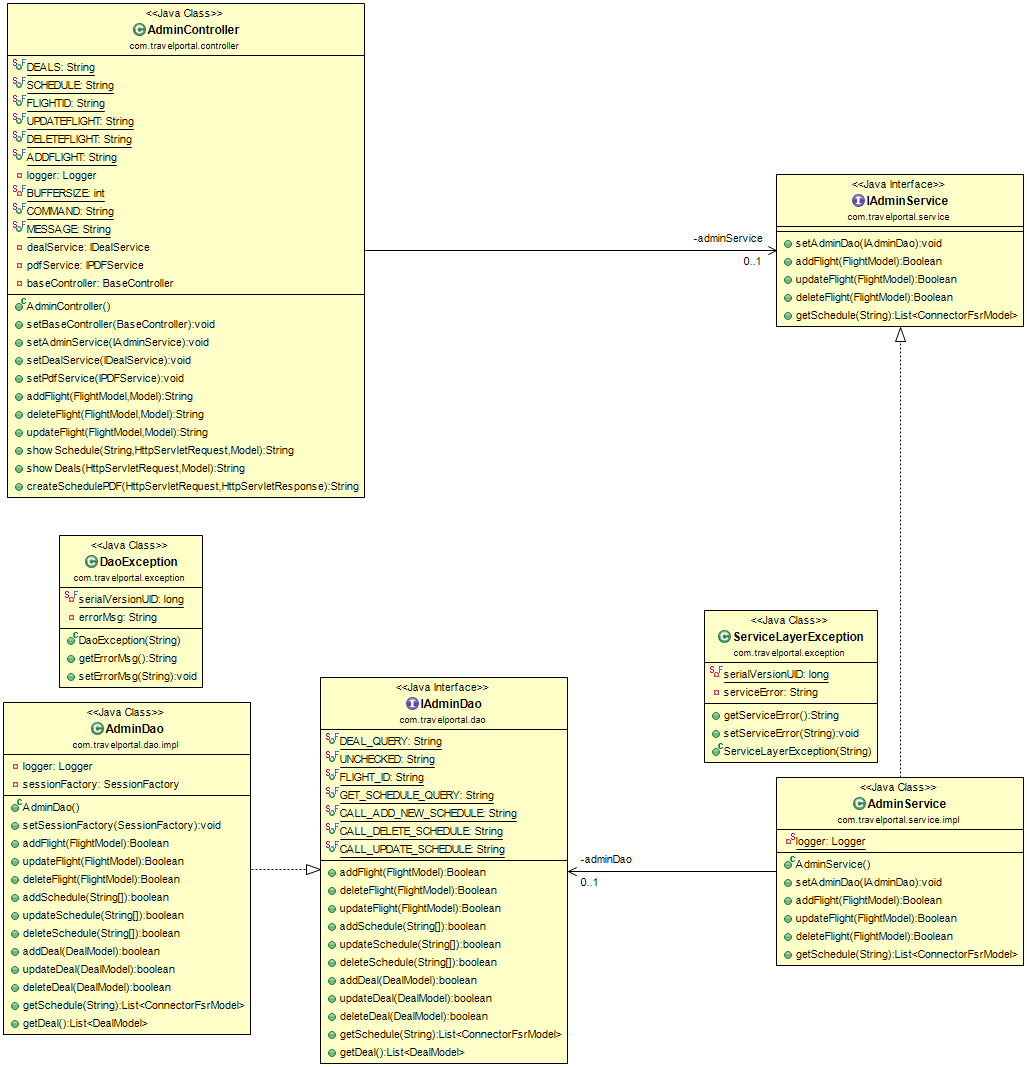 <<Java Class>>
AdminController
com.travelportal.controller
DEALS: String
SCHEDULE: String
FLIGHTID: String
UPDATEFLIGHT: String
DELETEFLIGHT: String
ADDFLIGHT: String
logger: Logger
BUFFERSIZE: int
COMMAND: String
MESSAGE: String
dealService: IDealService
pdfService: IPDFService
baseController: BaseController
AdminController()
setBaseController(BaseController):void
setAdminService(IAdminService):void
setDealService(IDealService):void
setPdfService(IPDFService):void
addFlight(FlightModel,Model):String
deleteFlight(FlightModel,Model):String
updateFlight(FlightModel,Model):String
showSchedule(String,HttpServletRequest,Model):String
showDeals(HttpServletRequest,Model):String
createSchedulePDF(HttpServletRequest,HttpServletResponse):String
-adminService
0..1
<<Java Interface>>
IAdminService
com.travelportal.service
setAdminDao(IAdminDao):void
addFlight(FlightModel):Boolean
updateFlight(FlightModel):Boolean
deleteFlight(FlightModel):Boolean
getSchedule(String):List<ConnectorFsrModel>
<<Java Class>>
DaoException
com.travelportal.exception
serialVersionUID: long
errorMsg: String
DaoException(String)
getErrorMsg():String
setErrorMsg(String):void
<<Java Class>>
ServiceLayerException
com.travelportal.exception
serialVersionUID: long
serviceError: String
getServiceError():String
setServiceError(String):void
ServiceLayerException(String)
<<Java Class>>
AdminDao
com.travelportal.dao.impl
logger: Logger
sessionFactory: SessionFactory
AdminDao()
setSessionFactory(SessionFactory):void
addFlight(FlightModel):Boolean
updateFlight(FlightModel):Boolean
deleteFlight(FlightModel):Boolean
addSchedule(String[]):boolean
updateSchedule(String[]):boolean
deleteSchedule(String[]):boolean
addDeal(DealModel):boolean
updateDeal(DealModel):boolean
deleteDeal(DealModel):boolean
getSchedule(String):List<ConnectorFsrModel>
getDeal():List<DealModel>
<<Java Interface>>
IAdminDao
com.travelportal.dao
DEAL_QUERY: String
UNCHECKED: String
FLIGHT_ID: String
GET_SCHEDULE_QUERY: String
CALL_ADD_NEW_SCHEDULE: String
CALL_DELETE_SCHEDULE: String
CALL_UPDATE_SCHEDULE: String
addFlight(FlightModel):Boolean
deleteFlight(FlightModel):Boolean
updateFlight(FlightModel):Boolean
addSchedule(String[]):boolean
updateSchedule(String[]):boolean
deleteSchedule(String[]):boolean
addDeal(DealModel):boolean
updateDeal(DealModel):boolean
deleteDeal(DealModel):boolean
getSchedule(String):List<ConnectorFsrModel>
getDeal():List<DealModel>
-adminDao
0..1
<<Java Class>>
AdminService
com.travelportal.service.impl
logger: Logger
AdminService()
setAdminDao(IAdminDao):void
addFlight(FlightModel):Boolean
updateFlight(FlightModel):Boolean
deleteFlight(FlightModel):Boolean
getSchedule(String):List<ConnectorFsrModel>